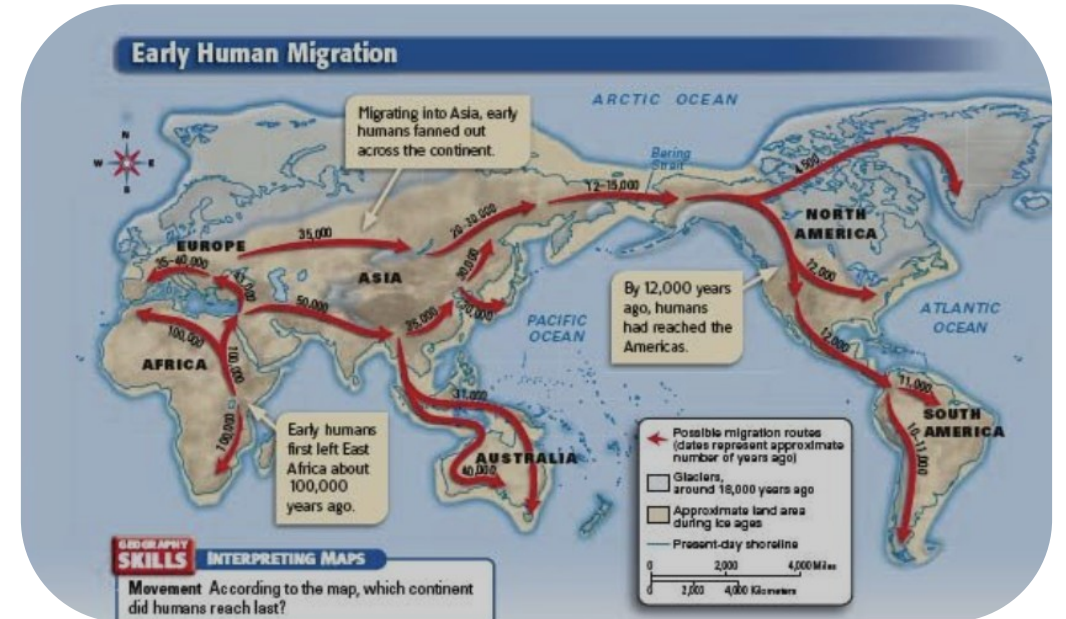 Early Human Migration
ARCTIC OCEAN
Migrating into Asia, early
humans fanned out
across the continent.
N
W
E
S
Bering
Strait
4,500
12–15,000
20–30,000
NORTH
AMERICA
EUROPE
35,000
35–40,000
ASIA
30,000
12,000
50,000
By 12,000 years
ago, humans
had reached the
Americas.
ATLANTIC
OCEAN
PACIFIC
OCEAN
100,000
AFRICA
100,000
12,000
11,000
SOUTH
AMERICA
10–11,000
100,000
Early humans
first left East
Africa about
100,000
years ago.
AUSTRALIA
40,000
Possible migration routes
(dates represent approximate
number of years ago)
Glaciers,
around 18,000 years ago
Approximate land area
during ice ages
Present-day shoreline
0 2,000 4,000 Miles
0 2,000 4,000 Kilometers
GEOGRAPHY
SKILLS
INTERPRETING MAPS
Movement According to the map, which continent
did humans reach last?